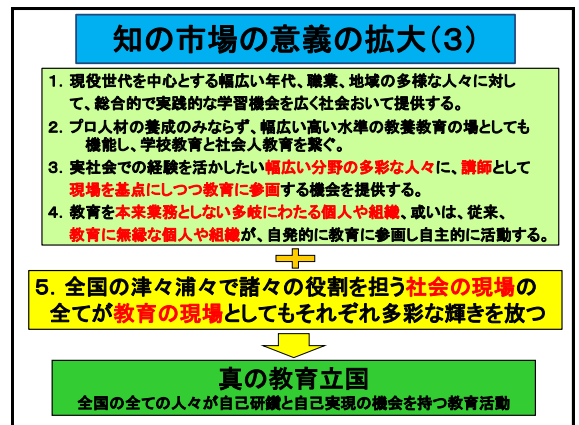 知の市場の意義の拡大(3)
1. 現役世代を中心とする幅広い年代、職業、地域の多様な人々に対し
て、総合的で実践的な学習機会を広く社会おいて提供する。
2. プロ人材の養成のみならず、幅広い高い水準の教養教育の場としても
機能し、学校教育と社会人教育を繋ぐ。
3. 実社会での経験を活かしたい幅広い分野の多彩な人々に、講師として
現場を基点にしつつ教育に参画する機会を提供する。
4. 教育を本来業務としない多岐にわたる個人や組織、或いは、従来、
教育に無縁な個人や組織が、自発的に教育に参画し自主的に活動する。
5. 全国の津々浦々で諸々の役割を担う社会の現場の
全てが教育の現場としてもそれぞれ多彩な輝きを放つ
真の教育立国
全国の全ての人々が自己研鑽と自己実現の機会を持つ教育活動